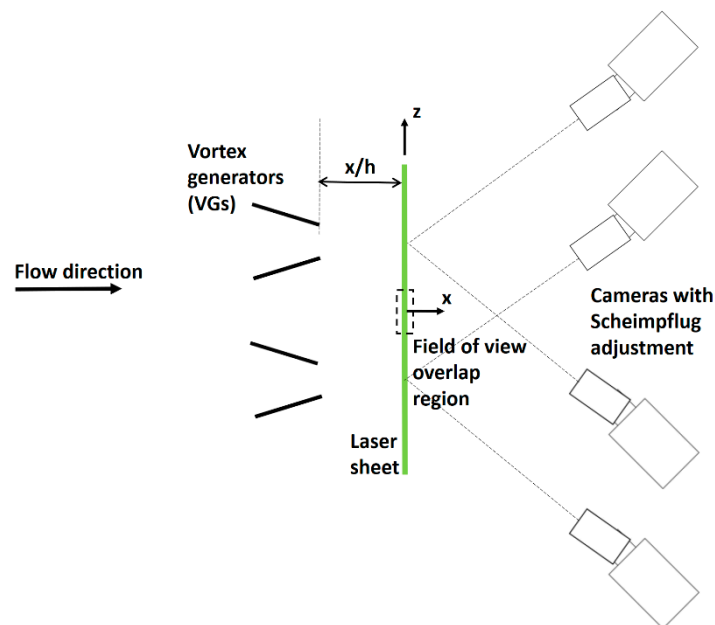 z
Vortex
generators
(VGs)
x/h
Flow direction
x
Cameras with
Scheimpflug
adjustment
Field of view
overlap
region
Laser
sheet